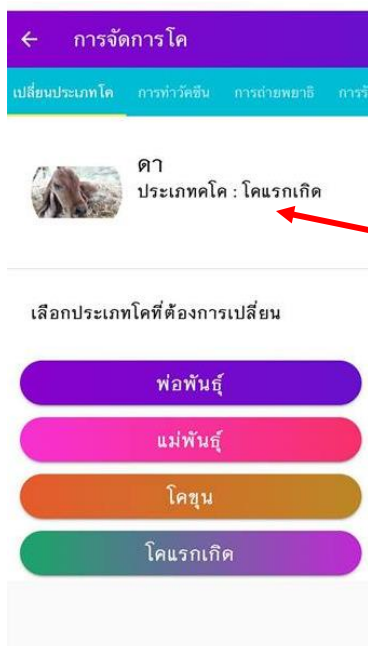 การจัดการโค
เปลี่ยนประเภทโค การทำวัคซีน การถ่ายพยาธิ
ดา
ประเภทคโค : โคแรกเกิด
เลือกประเภทโคที่ต้องการเปลี่ยน
พ่อพันธุ์
แม่พันธุ์
โคขุน
โคแรกเกิด